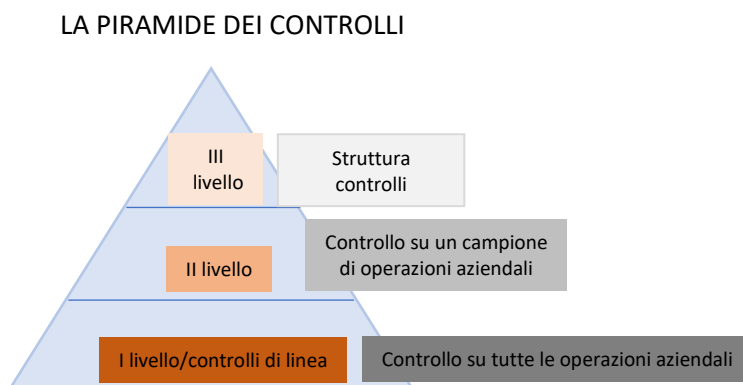 LA PIRAMIDE DEI CONTROLLI
III
livello
Struttura
controlli
II livello
Controllo su un campione
di operazioni aziendali
I livello/controlli di linea
Controllo su tutte le operazioni aziendali